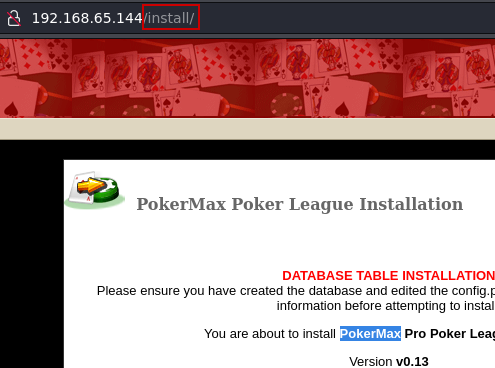 192.168.65.144/install/
PokerMax Poker League Installation
DATABASE TABLE INSTALLATION
Please ensure you have created the database and edited the config.p
information before attempting to instal
You are about to install PokerMax Pro Poker Leag
Version v0.13